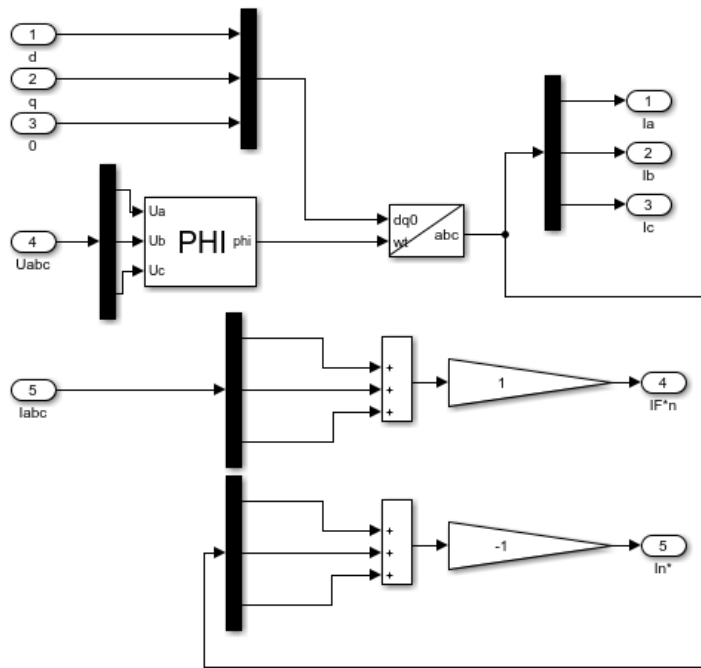 1
d
2
q
3
0
4
Uabc
Ua
Ub
Uc
PHI
phi
dq0
wt
abc
1
Ia
2
Ib
3
Ic
5
Iabc
+
+
+
1
4
IF*n
+
+
+
-1
5
In*